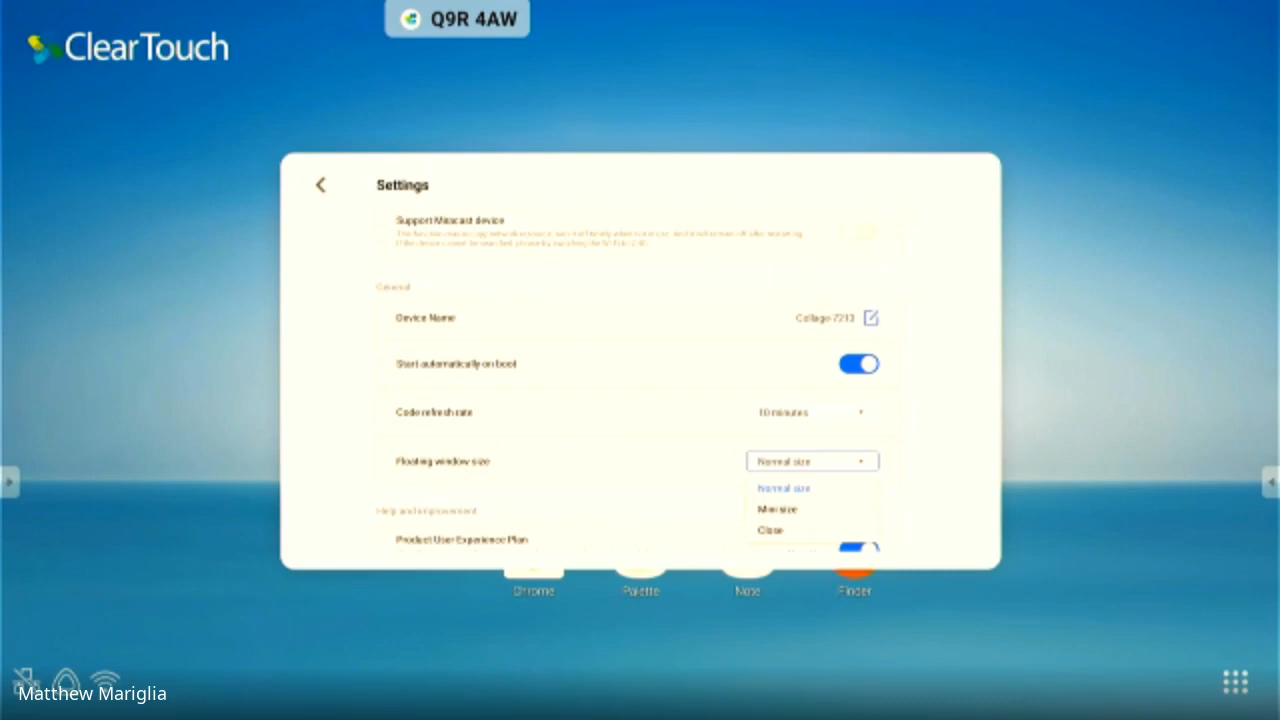 Q9R 4AW
ClearTouch
Settings
Support Miracast device
General
Device Name
Collage-7213
Start automatically on boot
Code refresh rate
10 minutes
Floating window size
Normal size
Normal size
Mini size
Close
Help and improvement
Product User Experience Plan
Chrome
Palette
Note
Finder
Matthew Mariglia